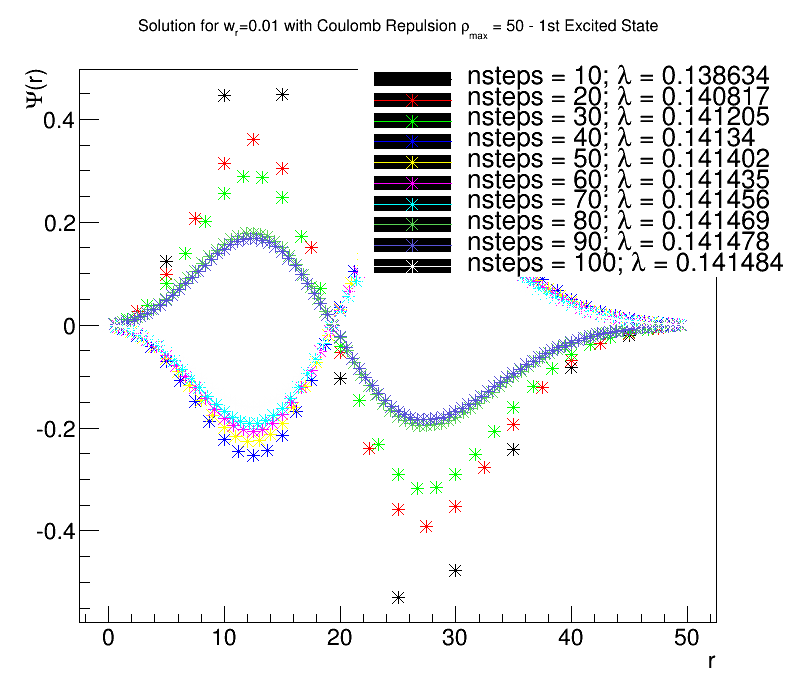 Solution for wr=0.01 with Coulomb Repulsion ρmax = 50 - 1st Excited State
Ψ(r)
nsteps = 10; λ = 0.138634
nsteps = 20; λ = 0.140817
nsteps = 30; λ = 0.141205
nsteps = 40; λ = 0.14134
nsteps = 50; λ = 0.141402
nsteps = 60; λ = 0.141435
nsteps = 70; λ = 0.141456
nsteps = 80; λ = 0.141469
nsteps = 90; λ = 0.141478
nsteps = 100; λ = 0.141484
0.4
0.2
0
-0.2
-0.4
0 10 20 30 40 50
r